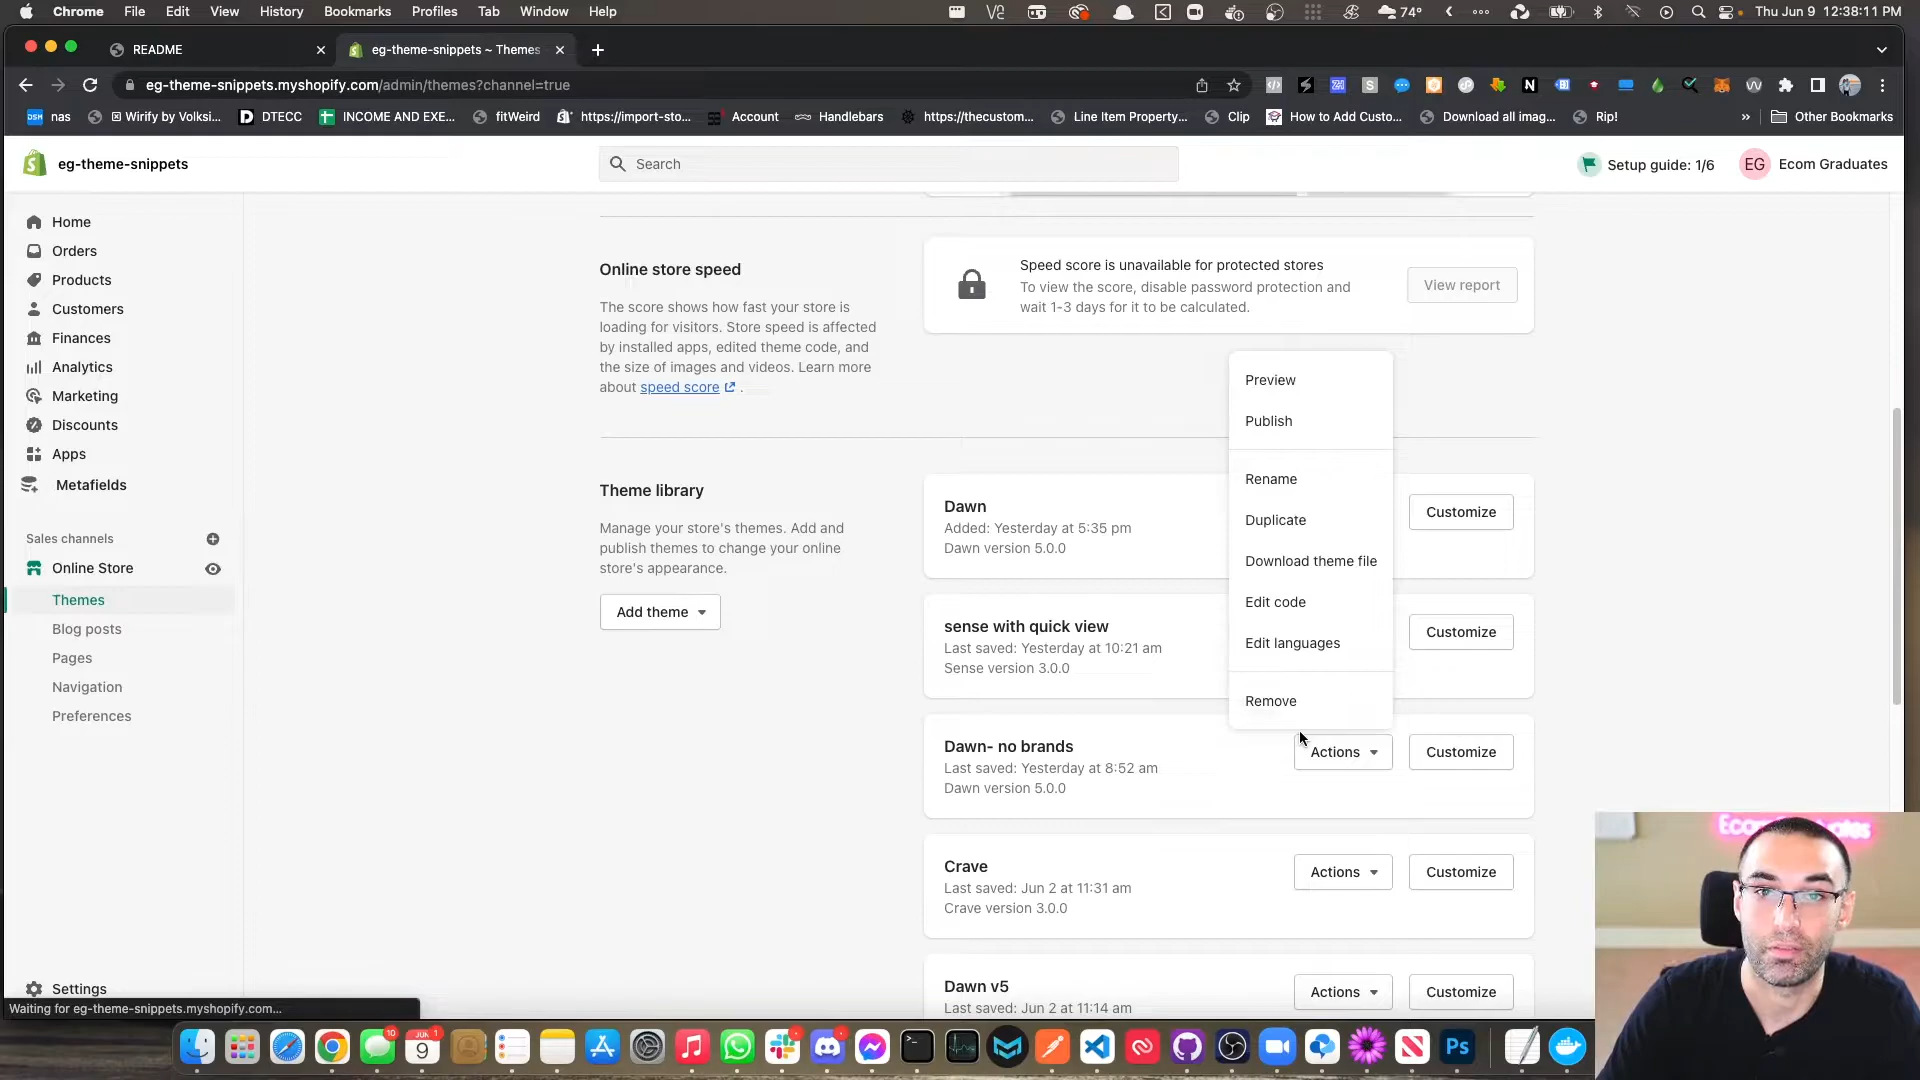 Chrome File Edit View History Bookmarks Profiles Tab Window Help
74°
Thu Jun 9 12:38:11 PM
README
eg-theme-snippets ~ Themes
eg-theme-snippets.myshopify.com/admin/themes?channel=true
nas
Wirify by Volksi...
DTECC
INCOME AND EXE...
fitWeird
https://import-sto...
Account
Handlebars
https://thecustom...
Line Item Property...
Clip
How to Add Custo...
Download all imag...
Rip!
Other Bookmarks
eg-theme-snippets
Search
Setup guide: 1/6
EG
Ecom Graduates
Home
Orders
Products
Customers
Finances
Analytics
Marketing
Discounts
Apps
Metafields
Sales channels
Online Store
Themes
Blog posts
Pages
Navigation
Preferences
Settings
Waiting for eg-theme-snippets.myshopify.com...
Online store speed
The score shows how fast your store is
loading for visitors. Store speed is affected
by installed apps, edited theme code, and
the size of images and videos. Learn more
about speed score .
Speed score is unavailable for protected stores
To view the score, disable password protection and
wait 1-3 days for it to be calculated.
View report
Theme library
Manage your store's themes. Add and
publish themes to change your online
store's appearance.
Add theme
Preview
Publish
Rename
Duplicate
Download theme file
Edit code
Edit languages
Remove
Dawn
Added: Yesterday at 5:35 pm
Dawn version 5.0.0
Customize
sense with quick view
Last saved: Yesterday at 10:21 am
Sense version 3.0.0
Customize
Dawn- no brands
Last saved: Yesterday at 8:52 am
Dawn version 5.0.0
Actions
Customize
Crave
Last saved: Jun 2 at 11:31 am
Crave version 3.0.0
Actions
Customize
Dawn v5
Last saved: Jun 2 at 11:14 am
Actions
Customize
10
JUN
9
1
Ps